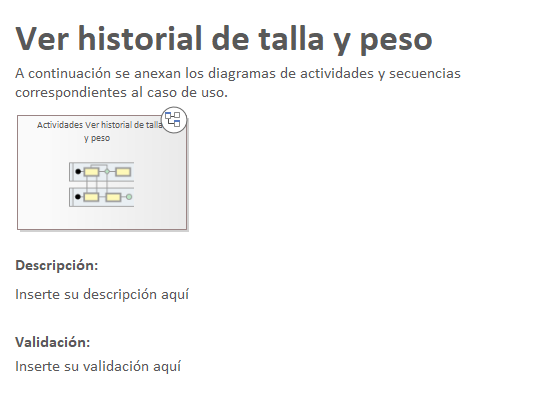 Ver historial de talla y peso
A continuación se anexan los diagramas de actividades y secuencias
correspondientes al caso de uso.
Actividades Ver historial de talla
y peso
Descripción:
Inserte su descripción aquí
Validación:
Inserte su validación aquí